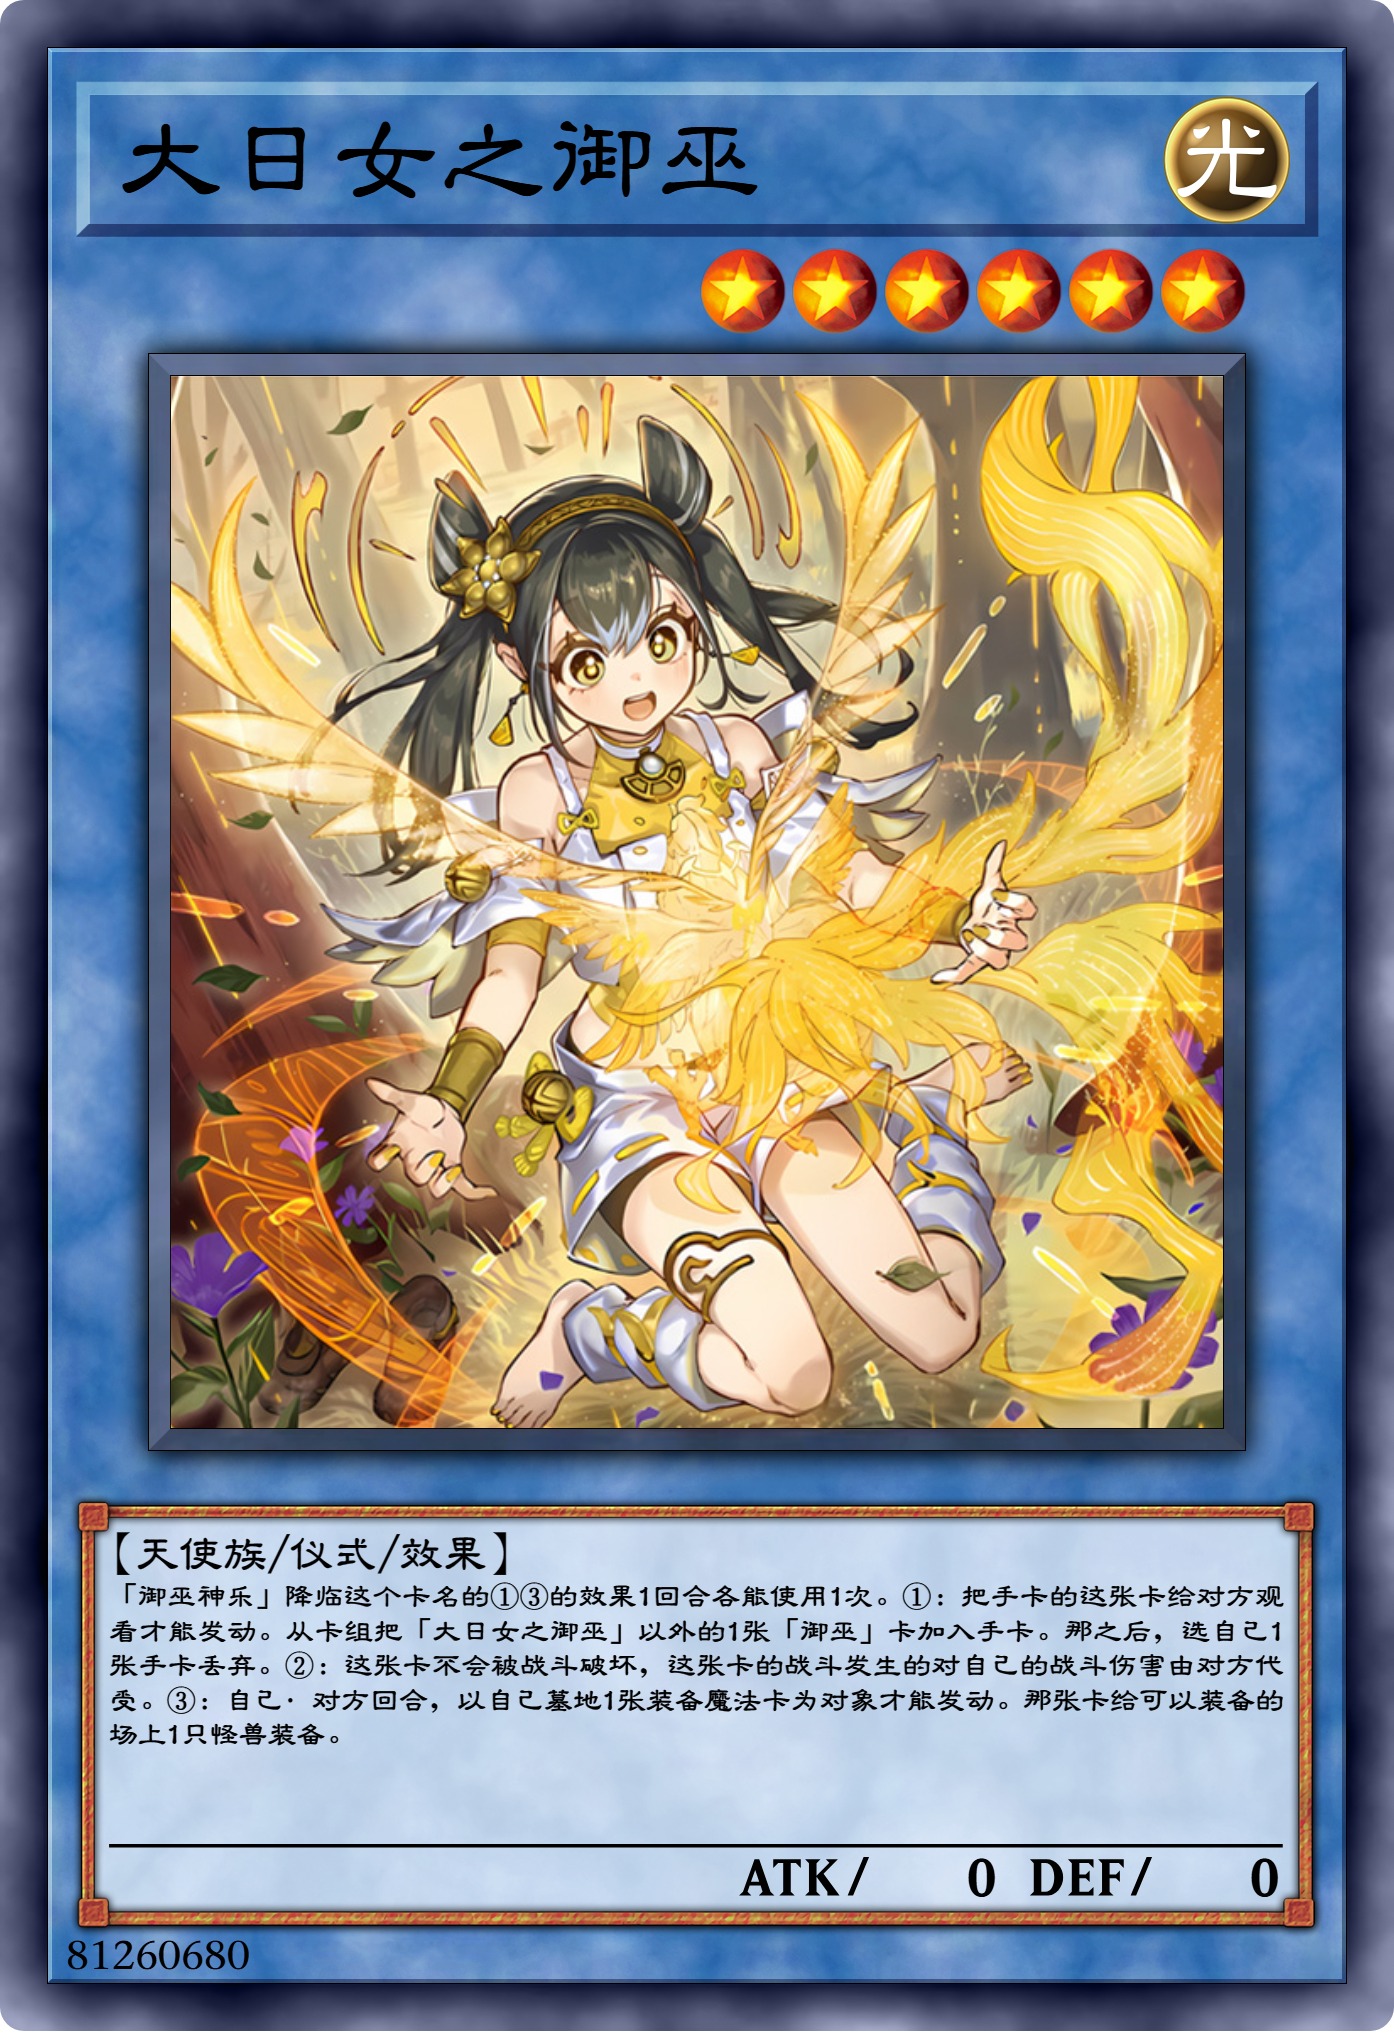 大日女之御巫
光
【天使族/仪式/效果】
「御巫神乐」降临这个卡名的①③的效果1回合各能使用1次。①：把手卡的这张卡给对方观
看才能发动。从卡组把「大日女之御巫」以外的1张「御巫」卡加入手卡。那之后，选自己1
张手卡丢弃。②：这张卡不会被战斗破坏，这张卡的战斗发生的对自己的战斗伤害由对方代
受。③：自己·对方回合，以自己墓地1张装备魔法卡为对象才能发动。那张卡给可以装备的
场上1只怪兽装备。
ATK/ 0 DEF/ 0
81260680